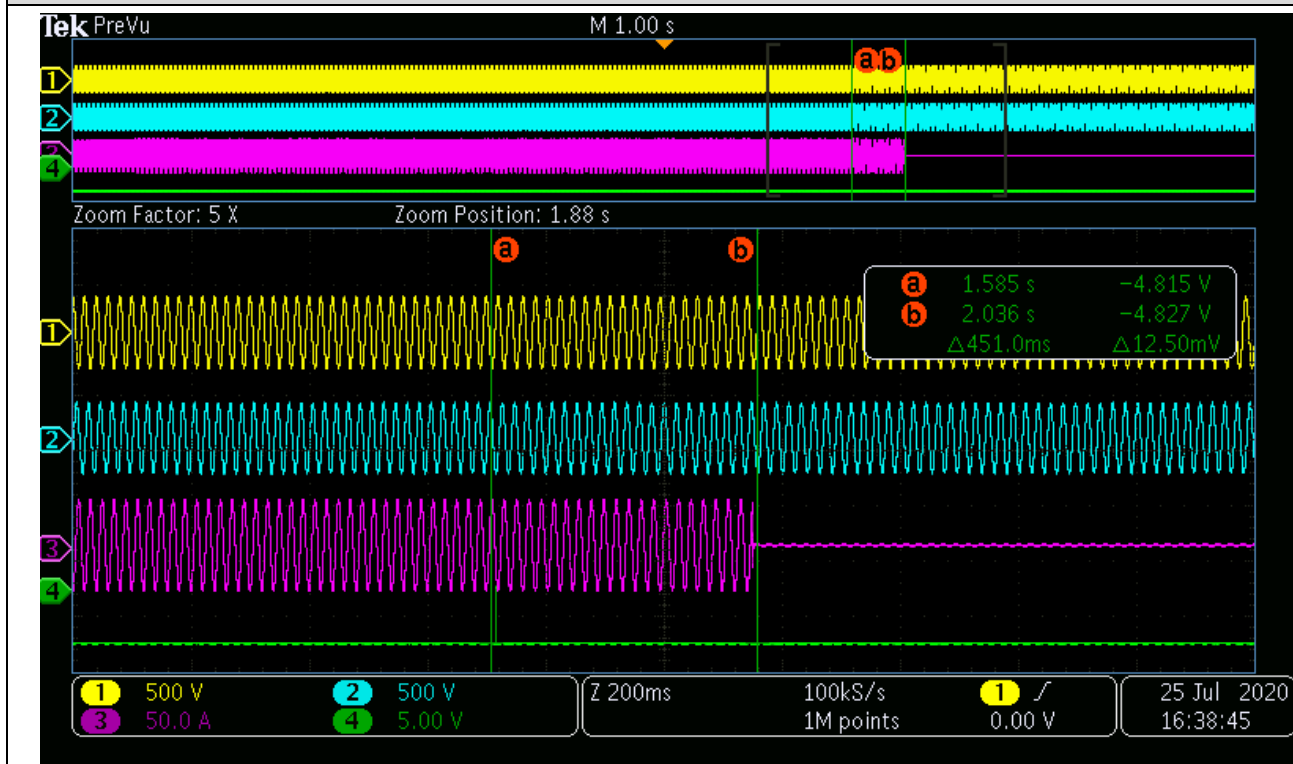 Tek PreVu M 1.00 s
a b
1
2
3
4
Zoom Factor: 5 X Zoom Position: 1.88 s
a b
a 1.585 s -4.815 V
b 2.036 s -4.827 V
△451.0ms △12.50mV
1
2
3
4
1 500 V 2 500 V Z 200ms 100kS/s 1 25 Jul 2020
3 50.0 A 4 5.00 V 1M points 0.00 V 16:38:45